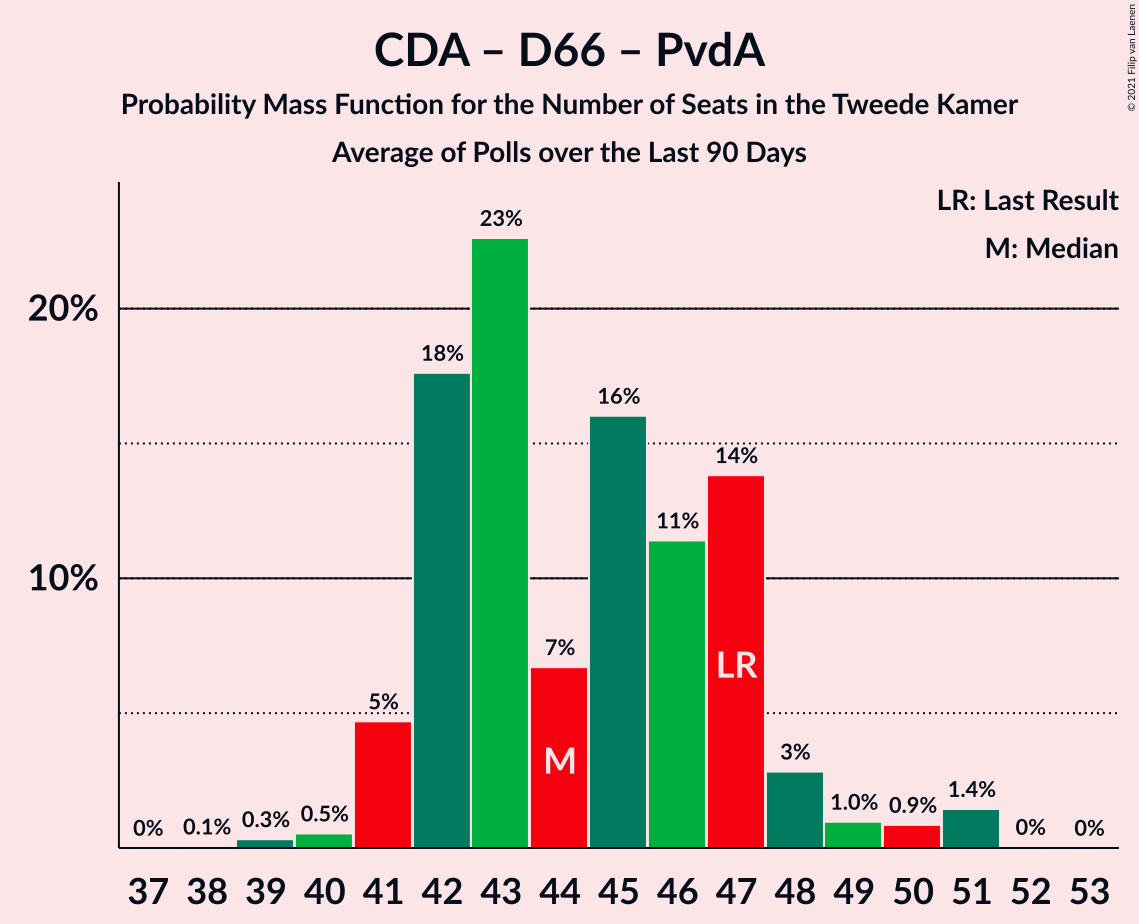 CDA – D66 – PvdA
Probability Mass Function for the Number of Seats in the Tweede Kamer
Average of Polls over the Last 90 Days
© 2021 Filip van Laenen
LR: Last Result
M: Median
20%
10%
0%
0.1%
0.3%
0.5%
5%
18%
23%
7%
16%
11%
14%
3%
1.0%
0.9%
1.4%
0%
0%
M
LR
37 38 39 40 41 42 43 44 45 46 47 48 49 50 51 52 53